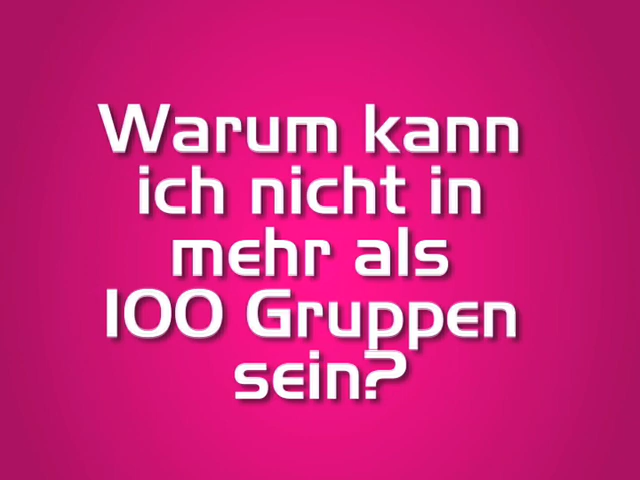 Warum kann
ich nicht in
mehr als
100 Gruppen
sein?